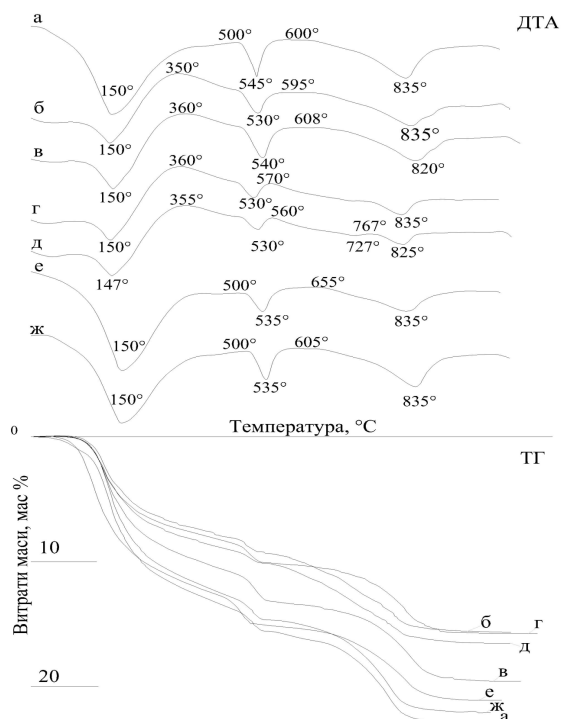 а
500°
600°
ДТА
150°
350°
545°
595°
835°
б
150°
360°
530°
608°
835°
в
150°
360°
540°
570°
820°
г
150°
355°
530°
560°
767°
835°
д
147°
530°
727°
825°
е
500°
655°
150°
535°
835°
ж
500°
605°
150°
535°
835°
Температура, °С
0
ТГ
Витрати маси, мас %
10
20
б
г
д
в
е
ж
а